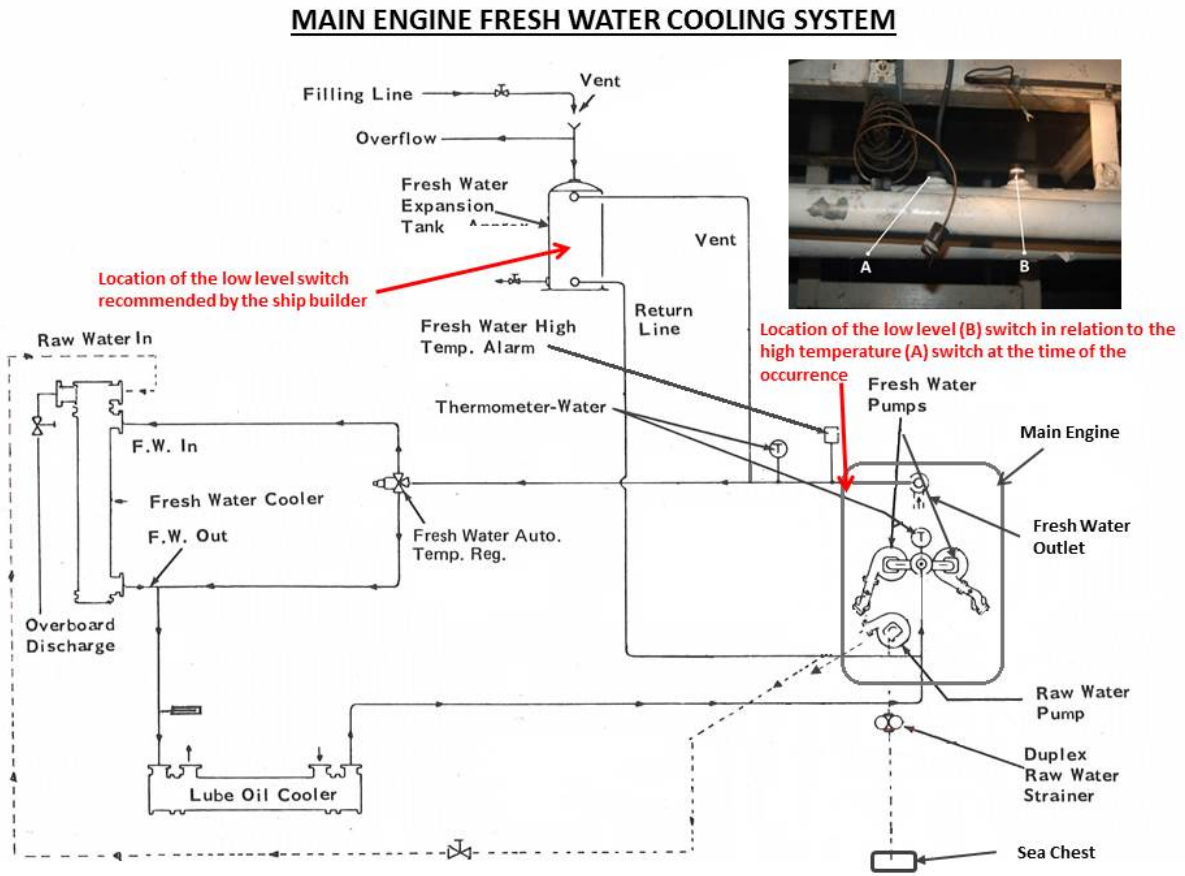 MAIN ENGINE FRESH WATER COOLING SYSTEM
Filling Line
Vent
Overflow
Fresh Water
Expansion
Tank
A
B
Vent
Location of the low level switch
recommended by the ship builder
Return
Line
Fresh Water High
Temp. Alarm
Location of the low level (B) switch in relation to the
high temperature (A) switch at the time of the
occurrence
Raw Water In
Fresh Water
Pumps
Thermometer-Water
T
Main Engine
F.W. In
Fresh Water Cooler
F.W. Out
Fresh Water Auto.
Temp. Reg.
T
Fresh Water
Outlet
Overboard
Discharge
Raw Water
Pump
Duplex
Raw Water
Strainer
Lube Oil Cooler
Sea Chest